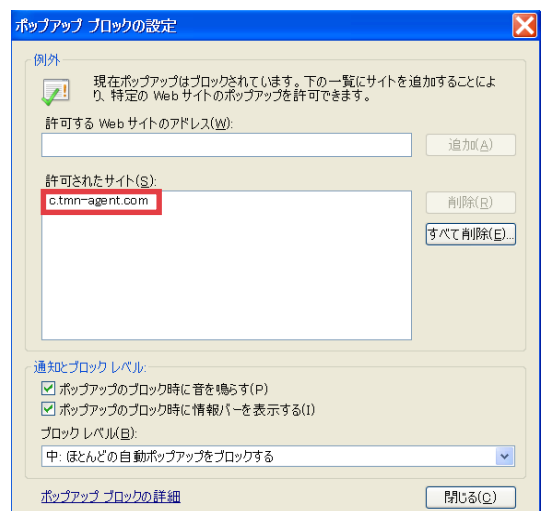 ポップアップ ブロックの設定
例外
現在ポップアップはブロックされています。下の一覧にサイトを追加することによ
り、特定の Web サイトのポップアップを許可できます。
許可する Web サイトのアドレス(W):
追加(A)
許可されたサイト(S):
c.tmn-agent.com
削除(R)
すべて削除(E)...
通知とブロック レベル:
ポップアップのブロック時に音を鳴らす(P)
ポップアップのブロック時に情報バーを表示する(I)
ブロック レベル(B):
中: ほとんどの自動ポップアップをブロックする
ポップアップ ブロックの詳細
閉じる(C)